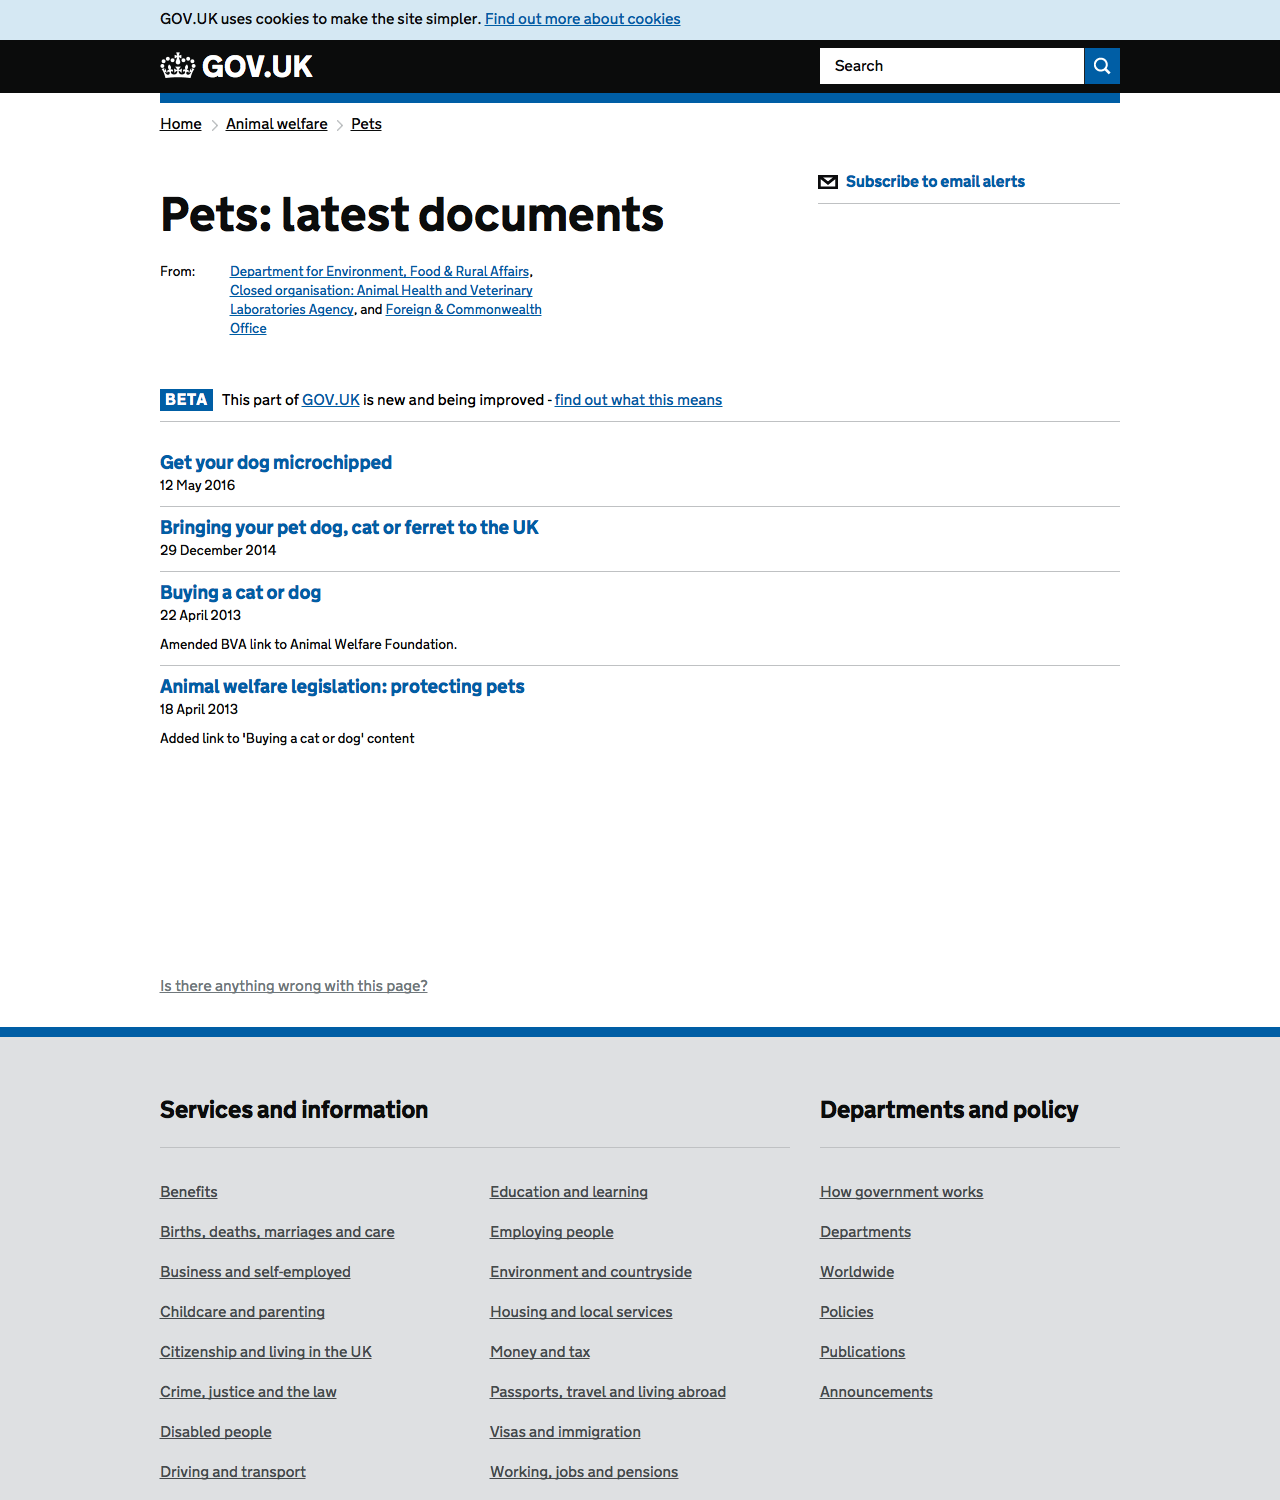 GOV.UK uses cookies to make the site simpler. Find out more about cookies
GOV.UK
Search
Home
Animal welfare
Pets
Subscribe to email alerts
Pets: latest documents
From:
Department for Environment, Food & Rural Affairs,
Closed organisation: Animal Health and Veterinary
Laboratories Agency, and Foreign & Commonwealth
Office
BETA This part of GOV.UK is new and being improved - find out what this means
Get your dog microchipped
12 May 2016
Bringing your pet dog, cat or ferret to the UK
29 December 2014
Buying a cat or dog
22 April 2013
Amended BVA link to Animal Welfare Foundation.
Animal welfare legislation: protecting pets
18 April 2013
Added link to 'Buying a cat or dog' content
Is there anything wrong with this page?
Services and information
Benefits
Births, deaths, marriages and care
Business and self-employed
Childcare and parenting
Citizenship and living in the UK
Crime, justice and the law
Disabled people
Driving and transport
Education and learning
Employing people
Environment and countryside
Housing and local services
Money and tax
Passports, travel and living abroad
Visas and immigration
Working, jobs and pensions
Departments and policy
How government works
Departments
Worldwide
Policies
Publications
Announcements